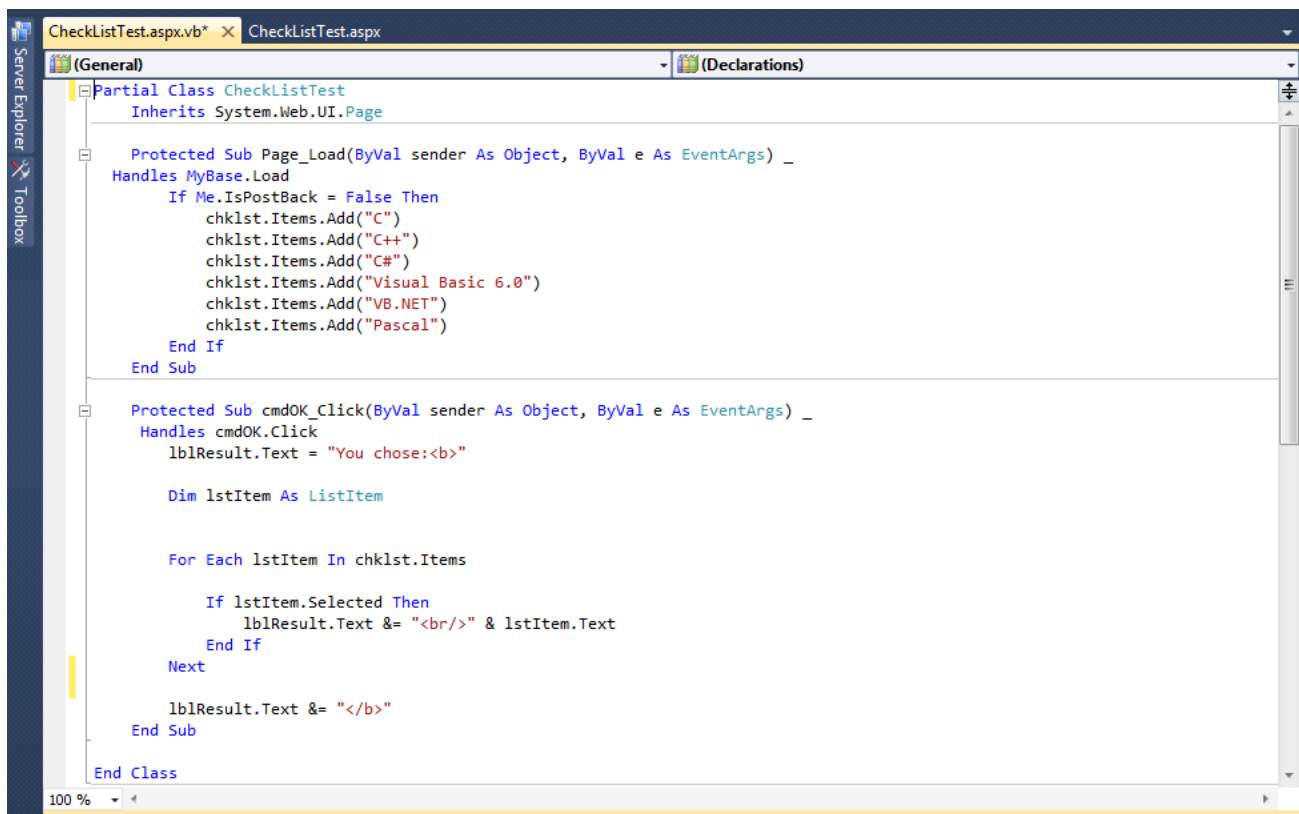 CheckListTest.aspx.vb* CheckListTest.aspx
Server Explorer
Toolbox
(General) (Declarations)
Partial Class CheckListTest
Inherits System.Web.UI.Page
Protected Sub Page_Load(ByVal sender As Object, ByVal e As EventArgs) _
Handles MyBase.Load
If Me.IsPostBack = False Then
chklst.Items.Add("C")
chklst.Items.Add("C++")
chklst.Items.Add("C#")
chklst.Items.Add("Visual Basic 6.0")
chklst.Items.Add("VB.NET")
chklst.Items.Add("Pascal")
End If
End Sub
Protected Sub cmdOK_Click(ByVal sender As Object, ByVal e As EventArgs) _
Handles cmdOK.Click
lblResult.Text = "You chose:<b>"
Dim lstItem As ListItem
For Each lstItem In chklst.Items
If lstItem.Selected Then
lblResult.Text &= "<br/>" & lstItem.Text
End If
Next
lblResult.Text &= "</b>"
End Sub
End Class
100 %